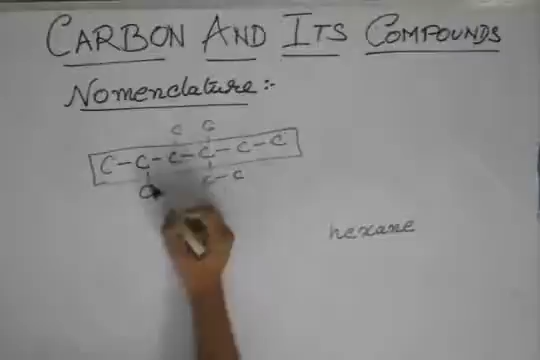 CARBON AND ITS COMPOUNDS
Nomenclature :-
C C
C-C-C-C-C-C
C C-C
hexane